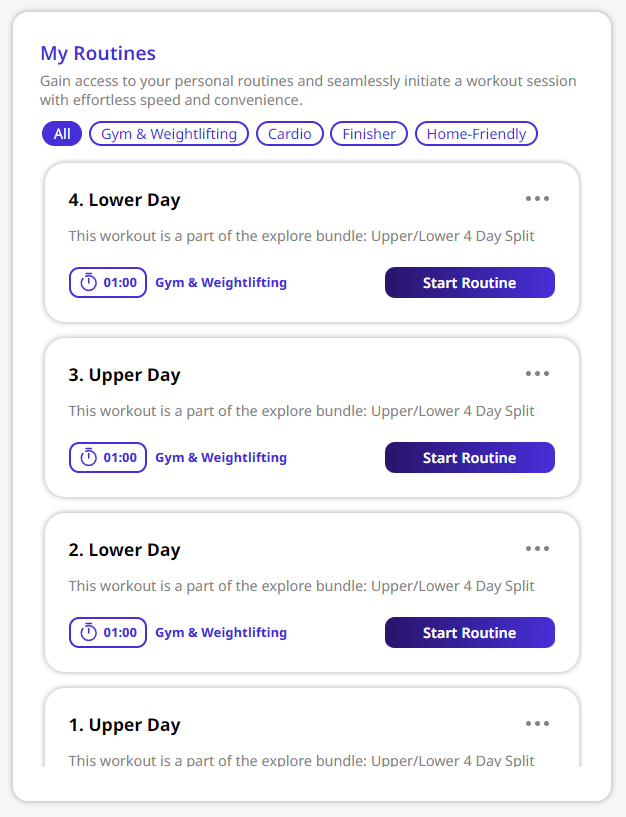 My Routines
Gain access to your personal routines and seamlessly initiate a workout session
with effortless speed and convenience.
All Gym & Weightlifting Cardio Finisher Home-Friendly
4. Lower Day
This workout is a part of the explore bundle: Upper/Lower 4 Day Split
01:00 Gym & Weightlifting Start Routine
3. Upper Day
This workout is a part of the explore bundle: Upper/Lower 4 Day Split
01:00 Gym & Weightlifting Start Routine
2. Lower Day
This workout is a part of the explore bundle: Upper/Lower 4 Day Split
01:00 Gym & Weightlifting Start Routine
1. Upper Day
This workout is a part of the explore bundle: Upper/Lower 4 Day Split